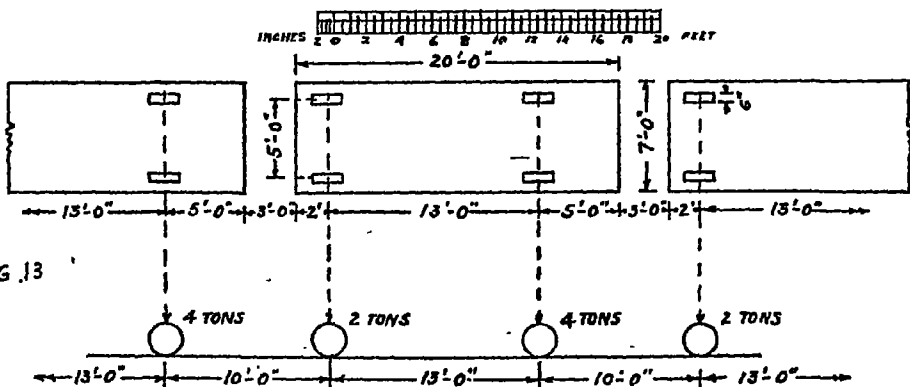 INCHES 2 0 2 4 6 8 10 12 14 16 18 20 FEET
20'-0"
5'-0"
7'-0"
13'-0" 5'-0" 3'-0" 2' 13'-0" 5'-0" 3'-0" 2' 13'-0"
G.13
4 TONS 2 TONS 4 TONS 2 TONS
13'-0" 10'-0" 13'-0" 10'-0" 13'-0"